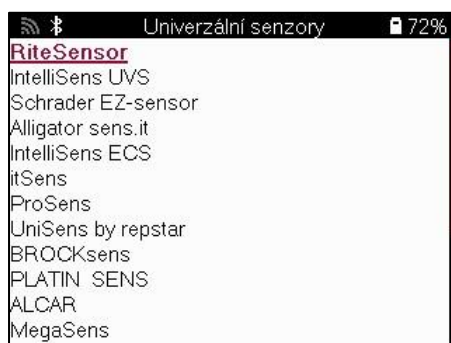 Univerzální senzory 72%
RiteSensor
IntelliSens UVS
Schrader EZ-sensor
Alligator sens.it
IntelliSens ECS
itSens
ProSens
UniSens by repstar
BROCKsens
PLATIN SENS
ALCAR
MegaSens